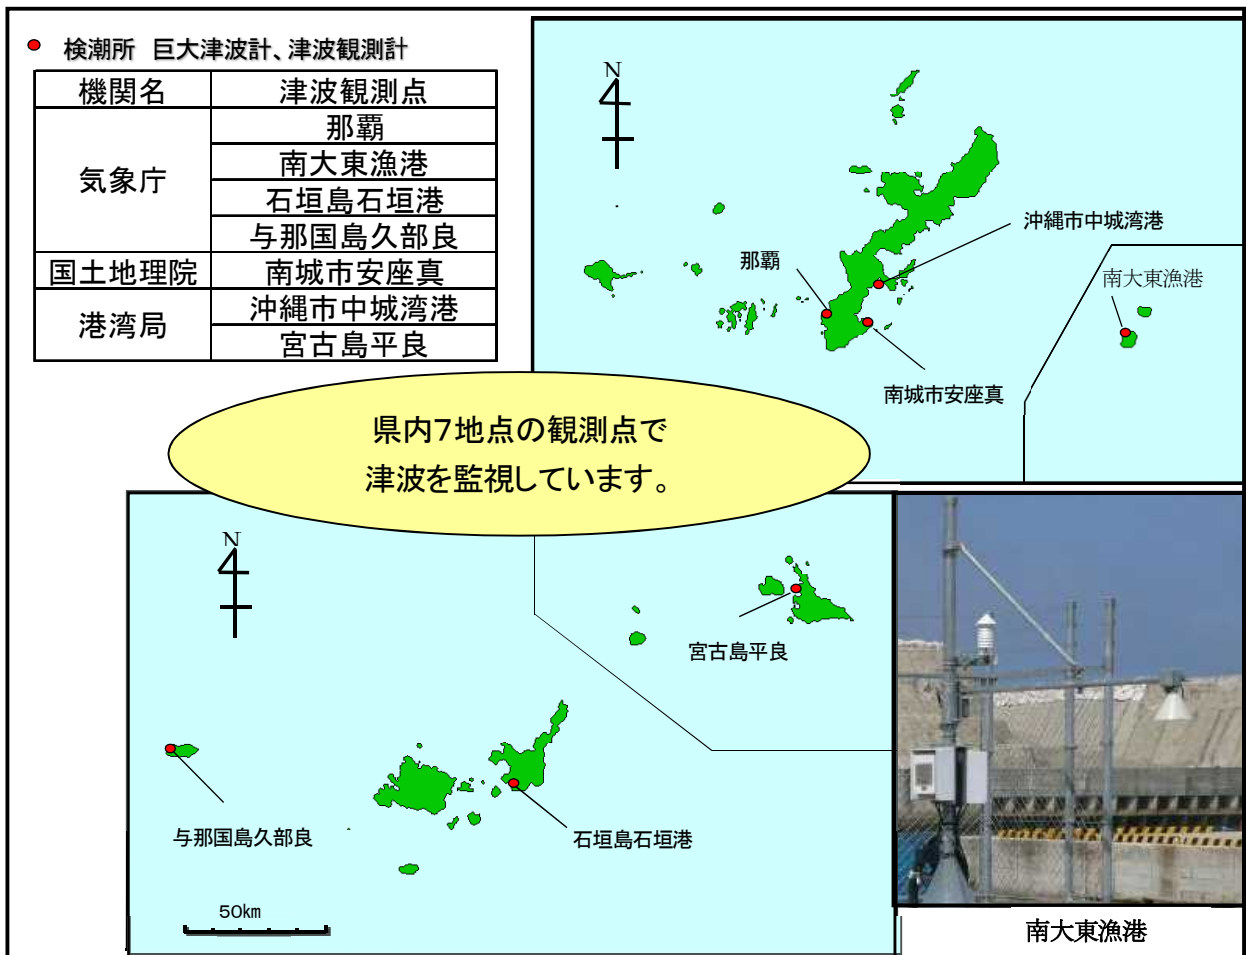 検潮所 巨大津波計、津波観測計
機関名 津波観測点
気象庁
那覇
南大東漁港
石垣島石垣港
与那国島久部良
国土地理院 南城市安座真
港湾局
沖縄市中城湾港
宮古島平良
N
沖縄市中城湾港
那覇
南大東漁港
南城市安座真
県内7地点の観測点で
津波を監視しています。
N
宮古島平良
与那国島久部良
石垣島石垣港
50km
南大東漁港